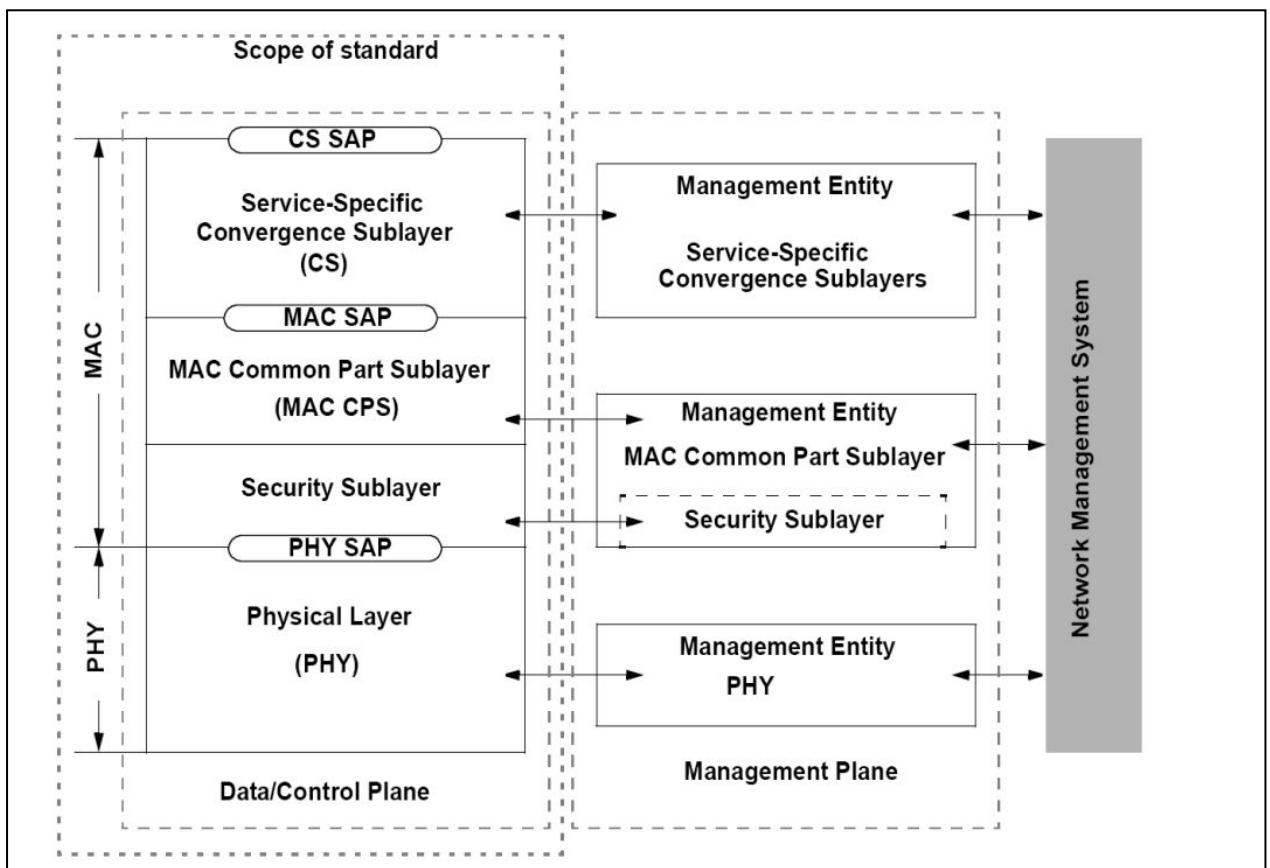 Scope of standard
CS SAP
Service-Specific
Convergence Sublayer
(CS)
MAC SAP
MAC Common Part Sublayer
(MAC CPS)
Security Sublayer
PHY SAP
Physical Layer
(PHY)
Data/Control Plane
MAC
PHY
Management Entity
Service-Specific
Convergence Sublayers
Management Entity
MAC Common Part Sublayer
Security Sublayer
Management Entity
PHY
Management Plane
Network Management System